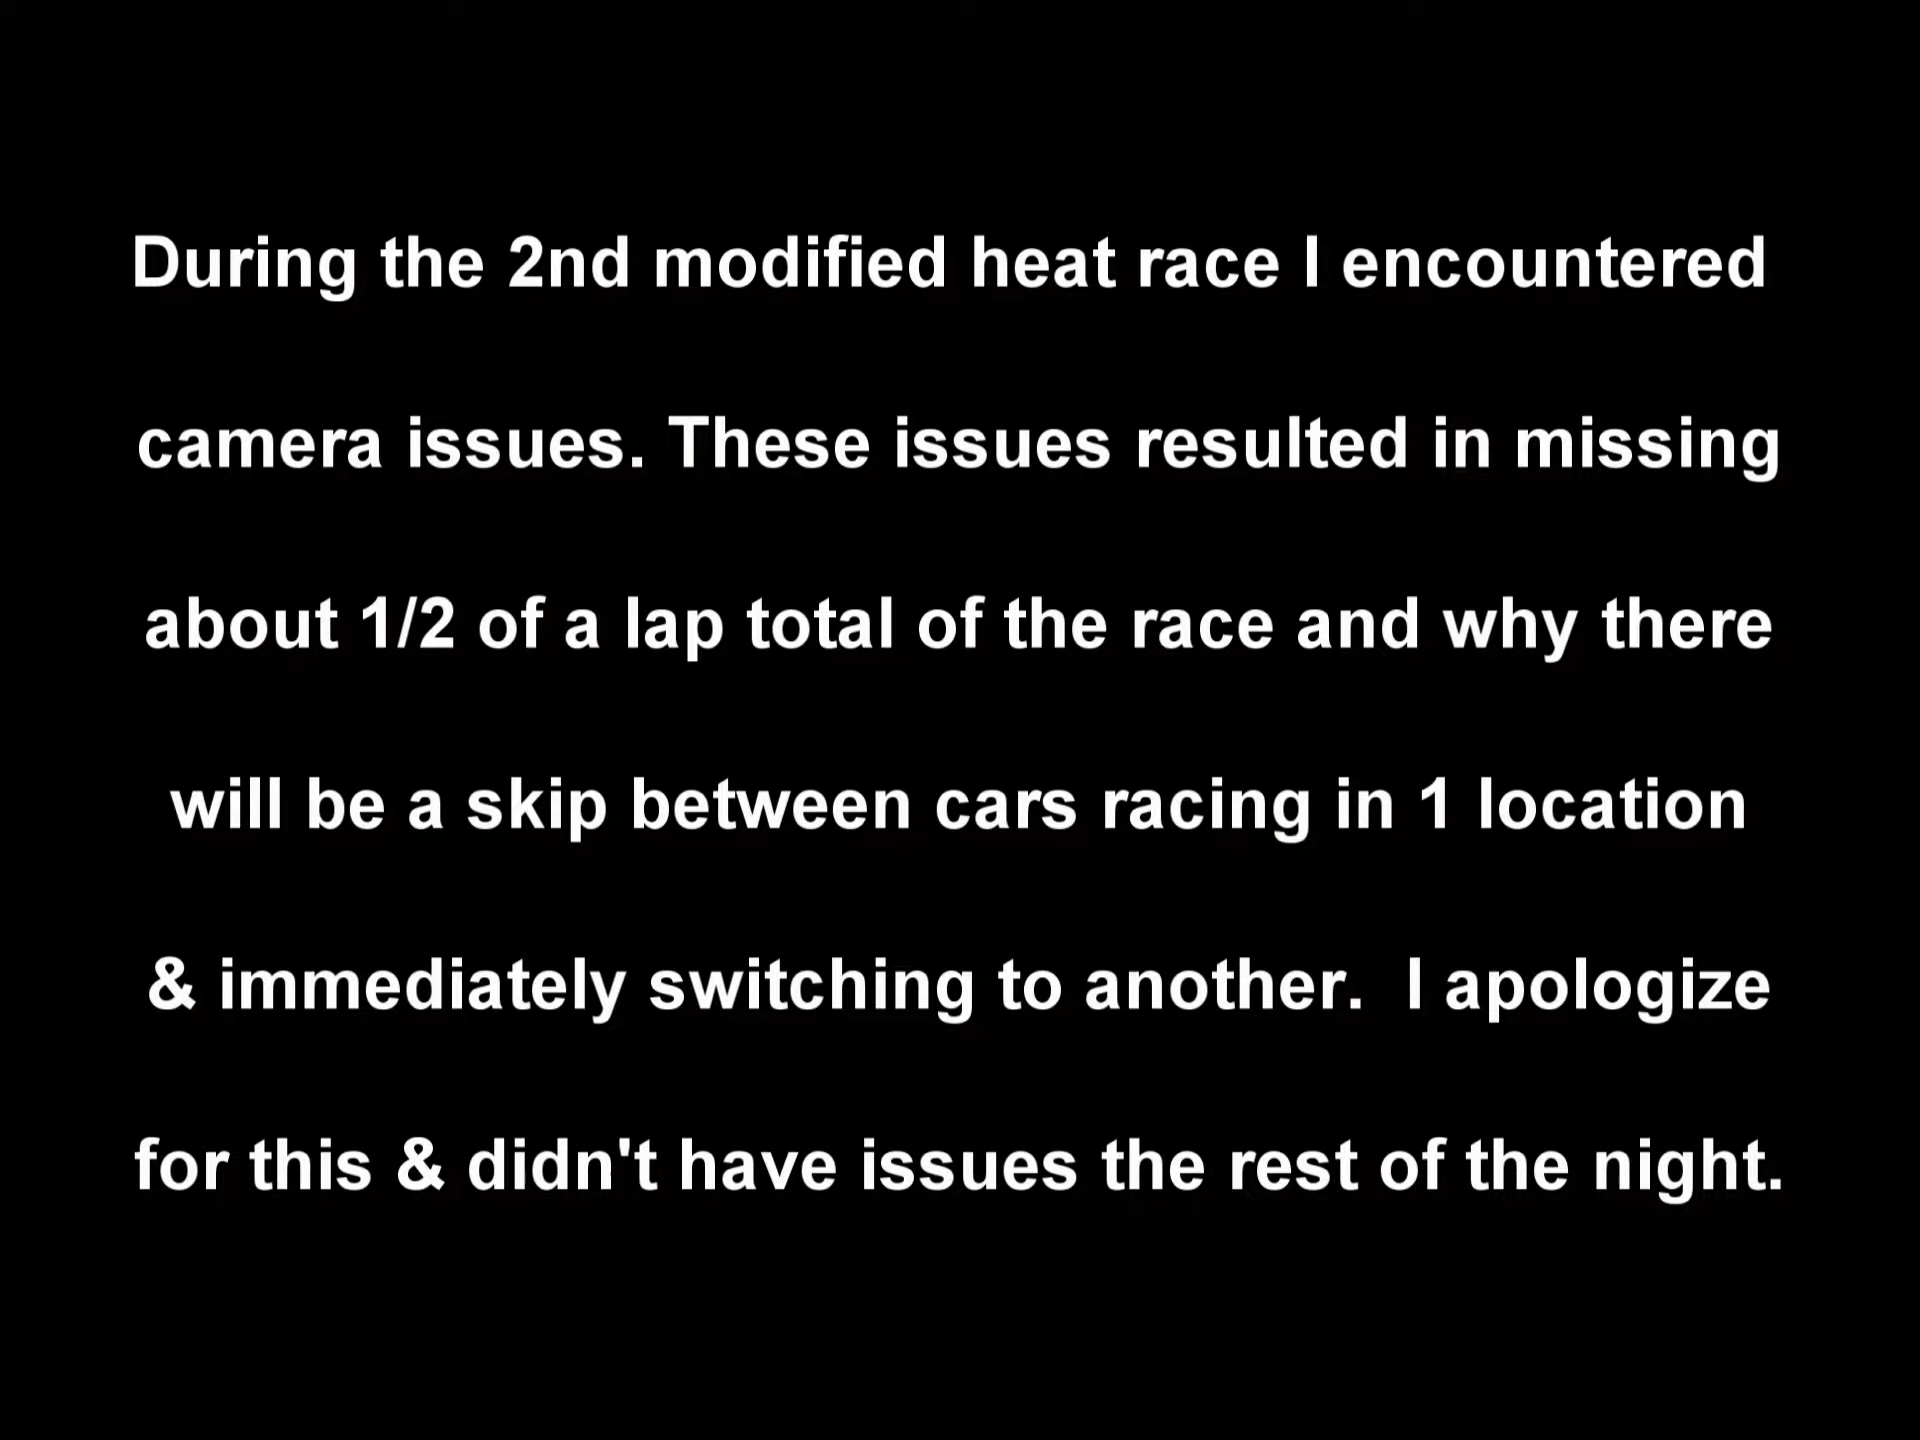 During the 2nd modified heat race I encountered
camera issues. These issues resulted in missing
about 1/2 of a lap total of the race and why there
will be a skip between cars racing in 1 location
& immediately switching to another.  I apologize
for this & didn't have issues the rest of the night.